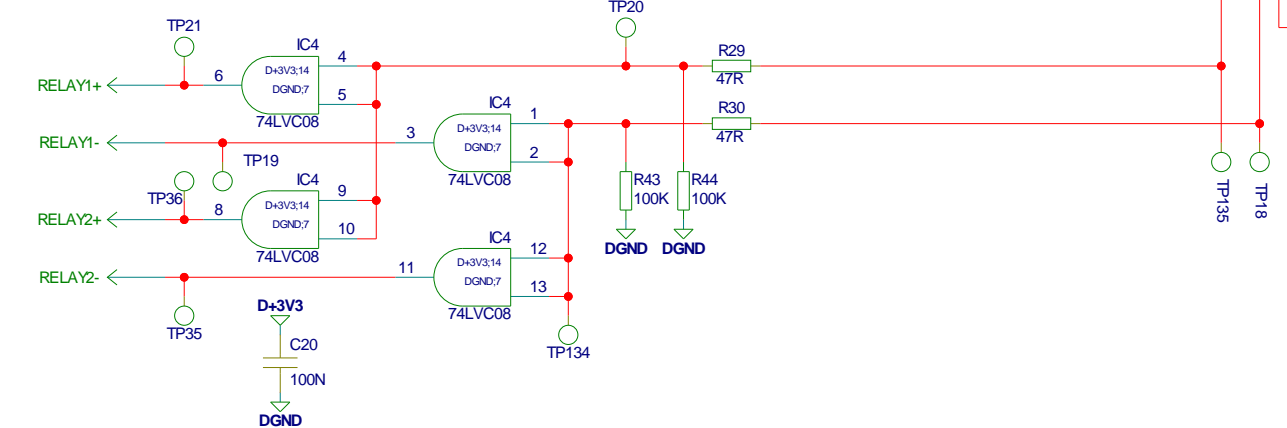 TP20
TP21
IC4
4
R29
D+3V3;14
RELAY1+
6
47R
DGND;7
5
IC4
74LVC08
1
R30
D+3V3;14
RELAY1-
3
47R
DGND;7
2
TP19
74LVC08
IC4
R43
R44
TP36
9
100K
100K
D+3V3;14
TP135
TP18
RELAY2+
8
DGND;7
10
IC4
DGND
DGND
74LVC08
12
D+3V3;14
RELAY2-
11
DGND;7
13
D+3V3
74LVC08
TP35
C20
TP134
100N
DGND